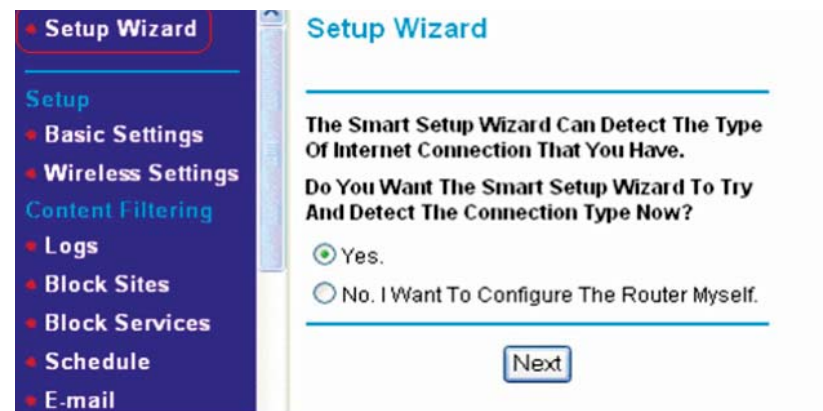 Setup Wizard
Setup
Basic Settings
Wireless Settings
Content Filtering
Logs
Block Sites
Block Services
Schedule
E-mail
Setup Wizard
The Smart Setup Wizard Can Detect The Type
Of Internet Connection That You Have.
Do You Want The Smart Setup Wizard To Try
And Detect The Connection Type Now?
Yes.
No. I Want To Configure The Router Myself.
Next